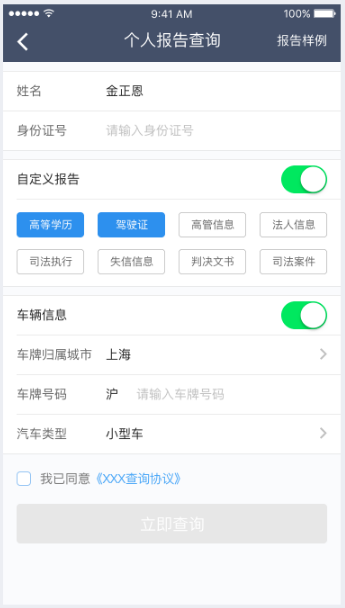 9:41 AM 100%
个人报告查询 报告样例
姓名 金正恩
身份证号 请输入身份证号
自定义报告
高等学历 驾驶证 高管信息 法人信息
司法执行 失信信息 判决文书 司法案件
车辆信息
车牌归属城市 上海
车牌号码 沪 请输入车牌号码
汽车类型 小型车
我已同意《XXX查询协议》
立即查询